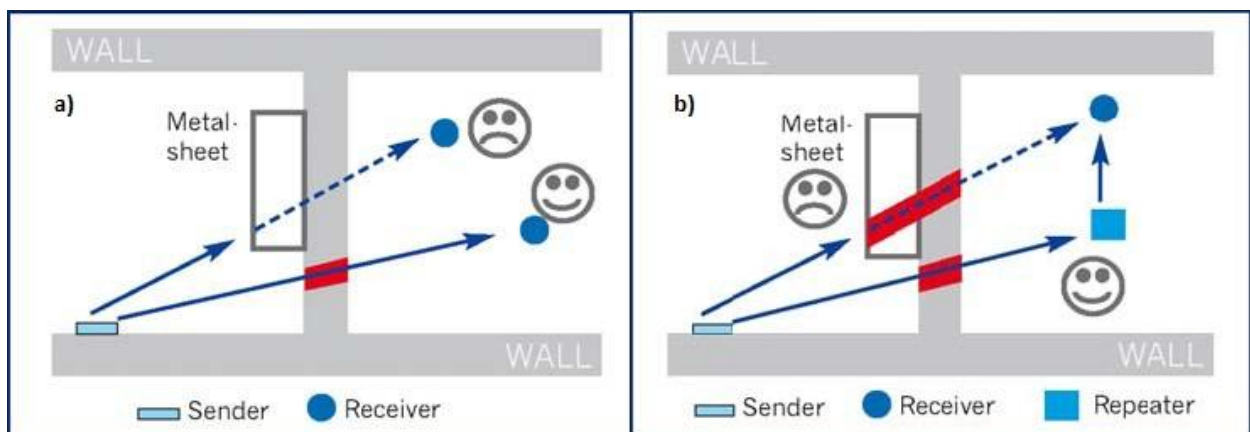 WALL
a)
Metal-
sheet
WALL
Sender
Receiver
WALL
b)
Metal-
sheet
WALL
Sender
Receiver
Repeater